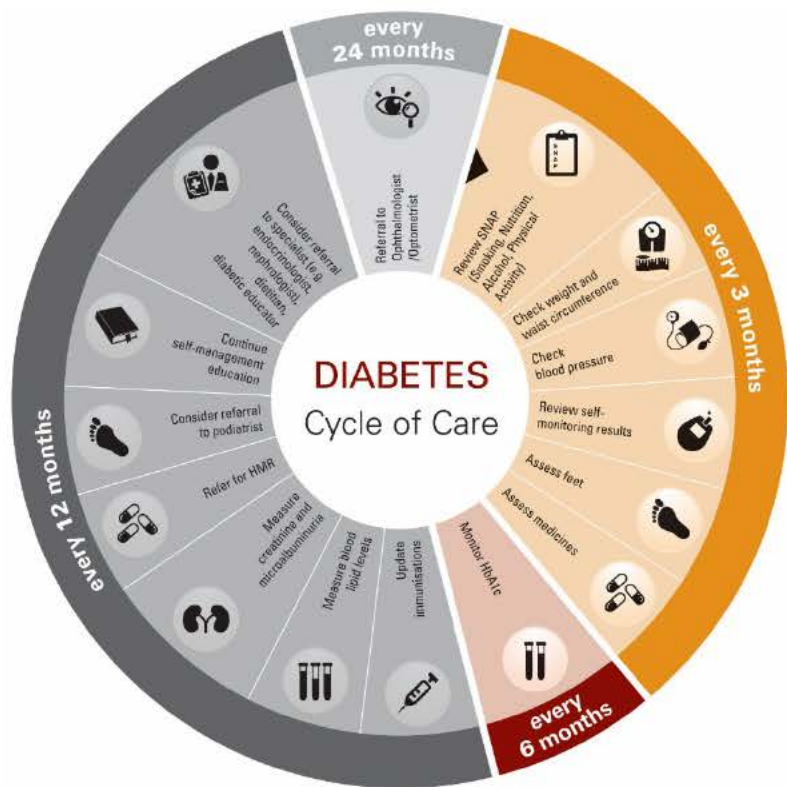 DIABETES
Cycle of Care
every
24 months
Referral to
Ophthalmologist
/Optometrist
every 3 months
SNAP
Review SNAP
(Smoking, Nutrition,
Alcohol, Physical
Activity)
Check weight and
waist circumference
Check
blood pressure
Review self-
monitoring results
Assess feet
Assess medicines
every
6 months
Monitor HbA1c
every 12 months
Update
immunisations
Measure blood
lipid levels
Measure
creatinine and
microalbuminuria
Refer for HMR
Consider referral
to podiatrist
Continue
self-management
education
Consider referral
to specialist (e.g
endocrinologist,
nephrologist),
dietitian,
diabetic educator